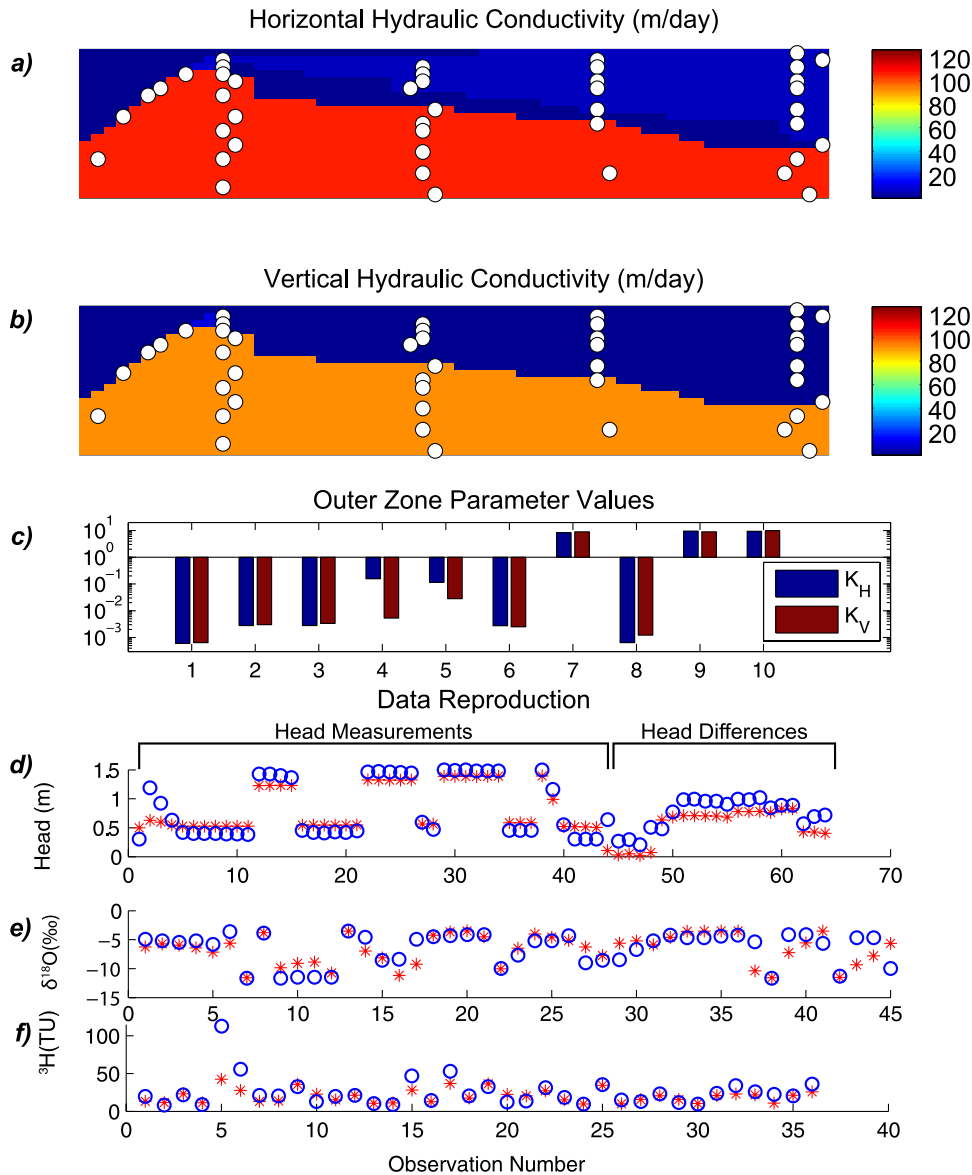 Horizontal Hydraulic Conductivity (m/day)
a)
120
100
80
60
40
20
Vertical Hydraulic Conductivity (m/day)
b)
120
100
80
60
40
20
Outer Zone Parameter Values
c)
10^1
10^0
10^-1
10^-2
10^-3
K_H
K_V
1 2 3 4 5 6 7 8 9 10
Data Reproduction
Head Measurements Head Differences
d)
Head (m)
1.5
1
0.5
0
0 10 20 30 40 50 60 70
e)
δ¹⁸O(‰)
0
−5
−10
−15
0 5 10 15 20 25 30 35 40 45
f)
³H(TU)
100
50
0
0 5 10 15 20 25 30 35 40
Observation Number